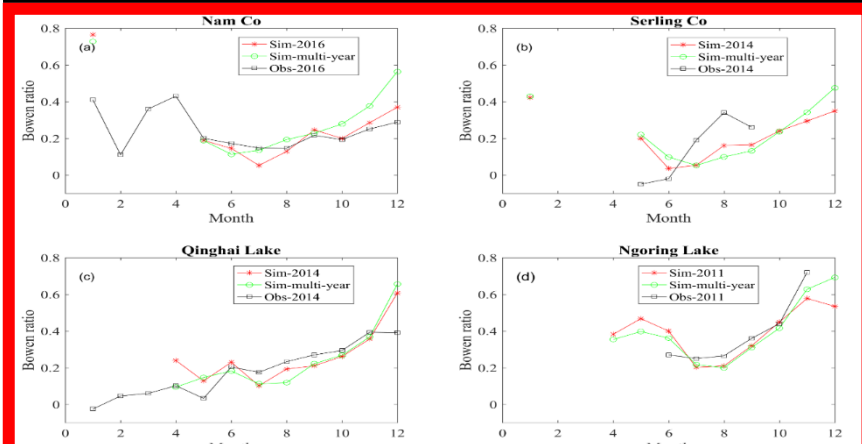 Nam Co
(a)
Sim-2016
Sim-multi-year
Obs-2016
Bowen ratio
0.8
0.6
0.4
0.2
0
0 2 4 6 8 10 12
Month
Serling Co
(b)
Sim-2014
Sim-multi-year
Obs-2014
Bowen ratio
0.8
0.6
0.4
0.2
0
0 2 4 6 8 10 12
Month
Qinghai Lake
(c)
Sim-2014
Sim-multi-year
Obs-2014
Bowen ratio
0.8
0.6
0.4
0.2
0
0 2 4 6 8 10 12
Ngoring Lake
(d)
Sim-2011
Sim-multi-year
Obs-2011
Bowen ratio
0.8
0.6
0.4
0.2
0
0 2 4 6 8 10 12